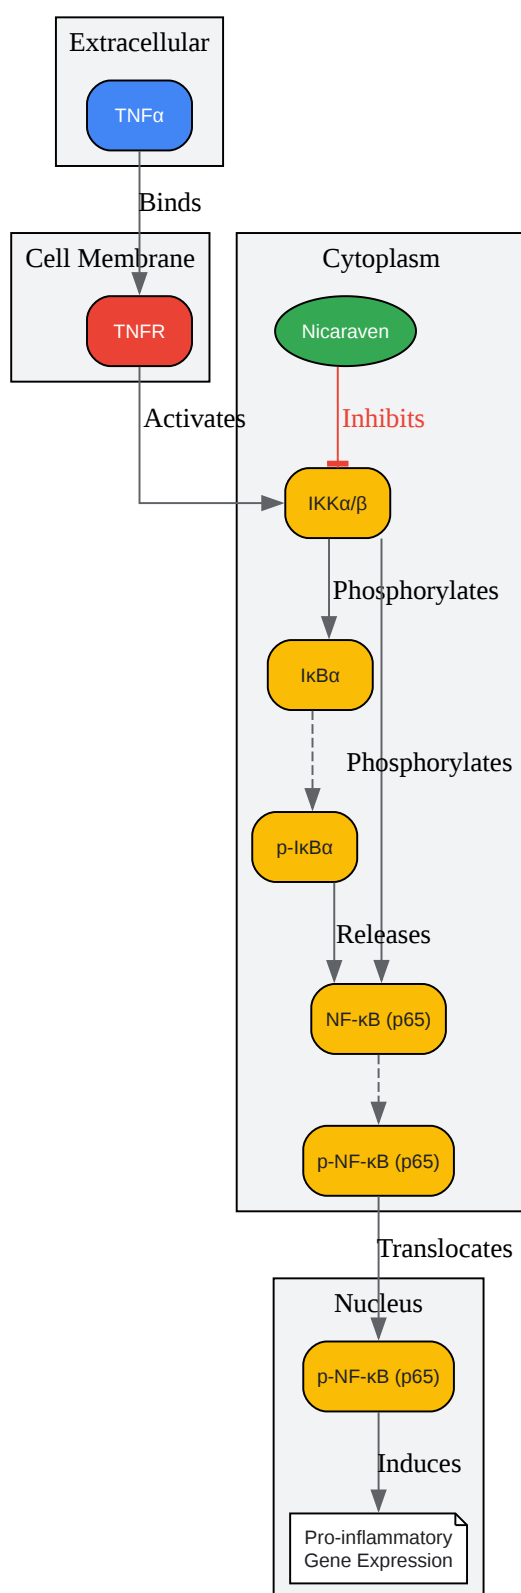 Extracellular
TNFα
Binds
Cell Membrane
TNFR
Cytoplasm
Nicaraven
Activates
Inhibits
IKKα/β
Phosphorylates
IκBα
Phosphorylates
p-IκBα
Releases
NF-κB (p65)
p-NF-κB (p65)
Translocates
Nucleus
p-NF-κB (p65)
Induces
Pro-inflammatory
Gene Expression